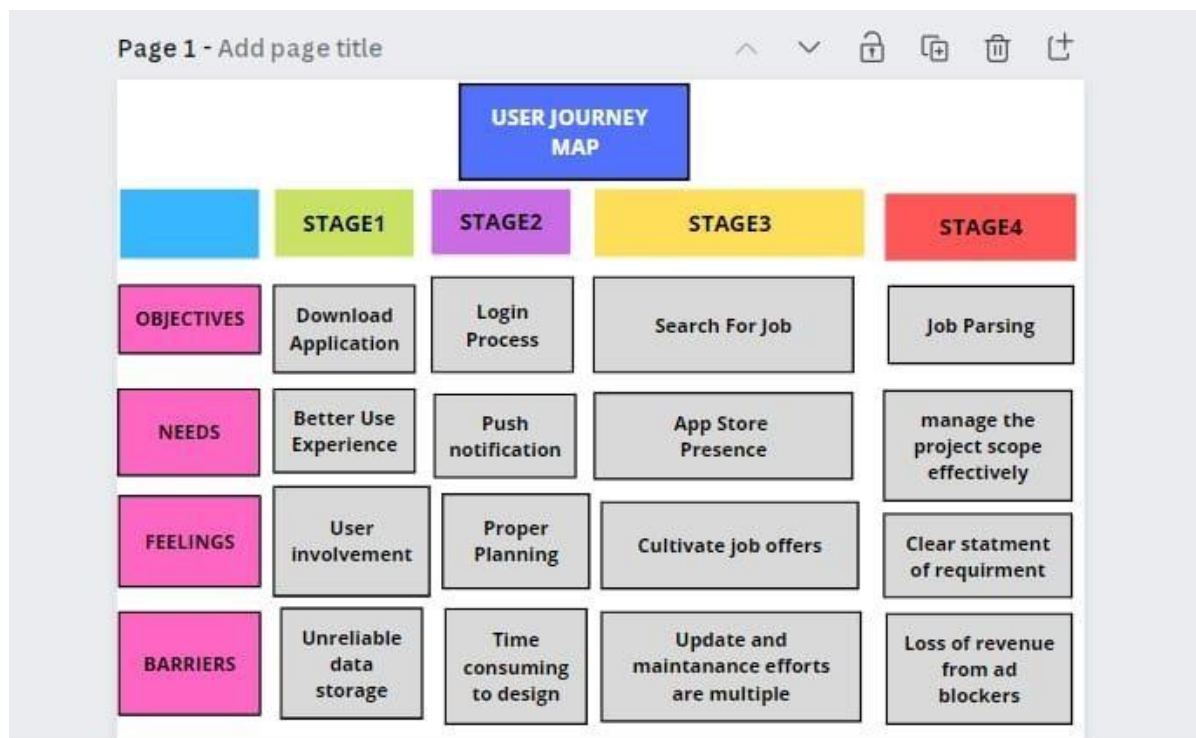 Page 1 - Add page title
USER JOURNEY
MAP
STAGE1
STAGE2
STAGE3
STAGE4
OBJECTIVES
Download
Application
Login
Process
Search For Job
Job Parsing
NEEDS
Better Use
Experience
Push
notification
App Store
Presence
manage the
project scope
effectively
FEELINGS
User
involvement
Proper
Planning
Cultivate job offers
Clear statment
of requirment
BARRIERS
Unreliable
data
storage
Time
consuming
to design
Update and
maintanance efforts
are multiple
Loss of revenue
from ad
blockers